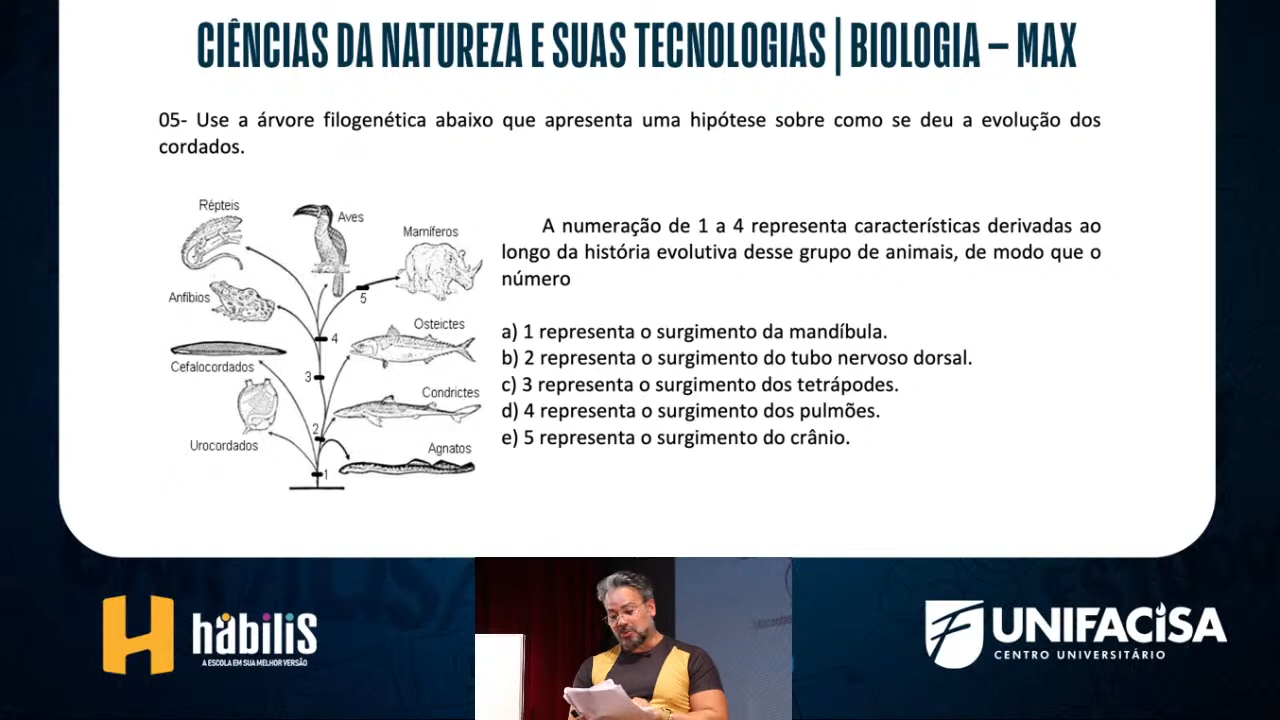 CIÊNCIAS DA NATUREZA E SUAS TECNOLOGIAS | BIOLOGIA – MAX
05- Use a árvore filogenética abaixo que apresenta uma hipótese sobre como se deu a evolução dos
cordados.
Répteis
Aves
Mamíferos
5
Anfíbios
4
Osteictes
Cefalocordados
3
Condrictes
2
Urocordados
Agnatos
1
A numeração de 1 a 4 representa características derivadas ao
longo da história evolutiva desse grupo de animais, de modo que o
número
a) 1 representa o surgimento da mandíbula.
b) 2 representa o surgimento do tubo nervoso dorsal.
c) 3 representa o surgimento dos tetrápodes.
d) 4 representa o surgimento dos pulmões.
e) 5 representa o surgimento do crânio.
H
hábilis
A ESCOLA EM SUA MELHOR VERSÃO
UNIFACISA
CENTRO UNIVERSITÁRIO